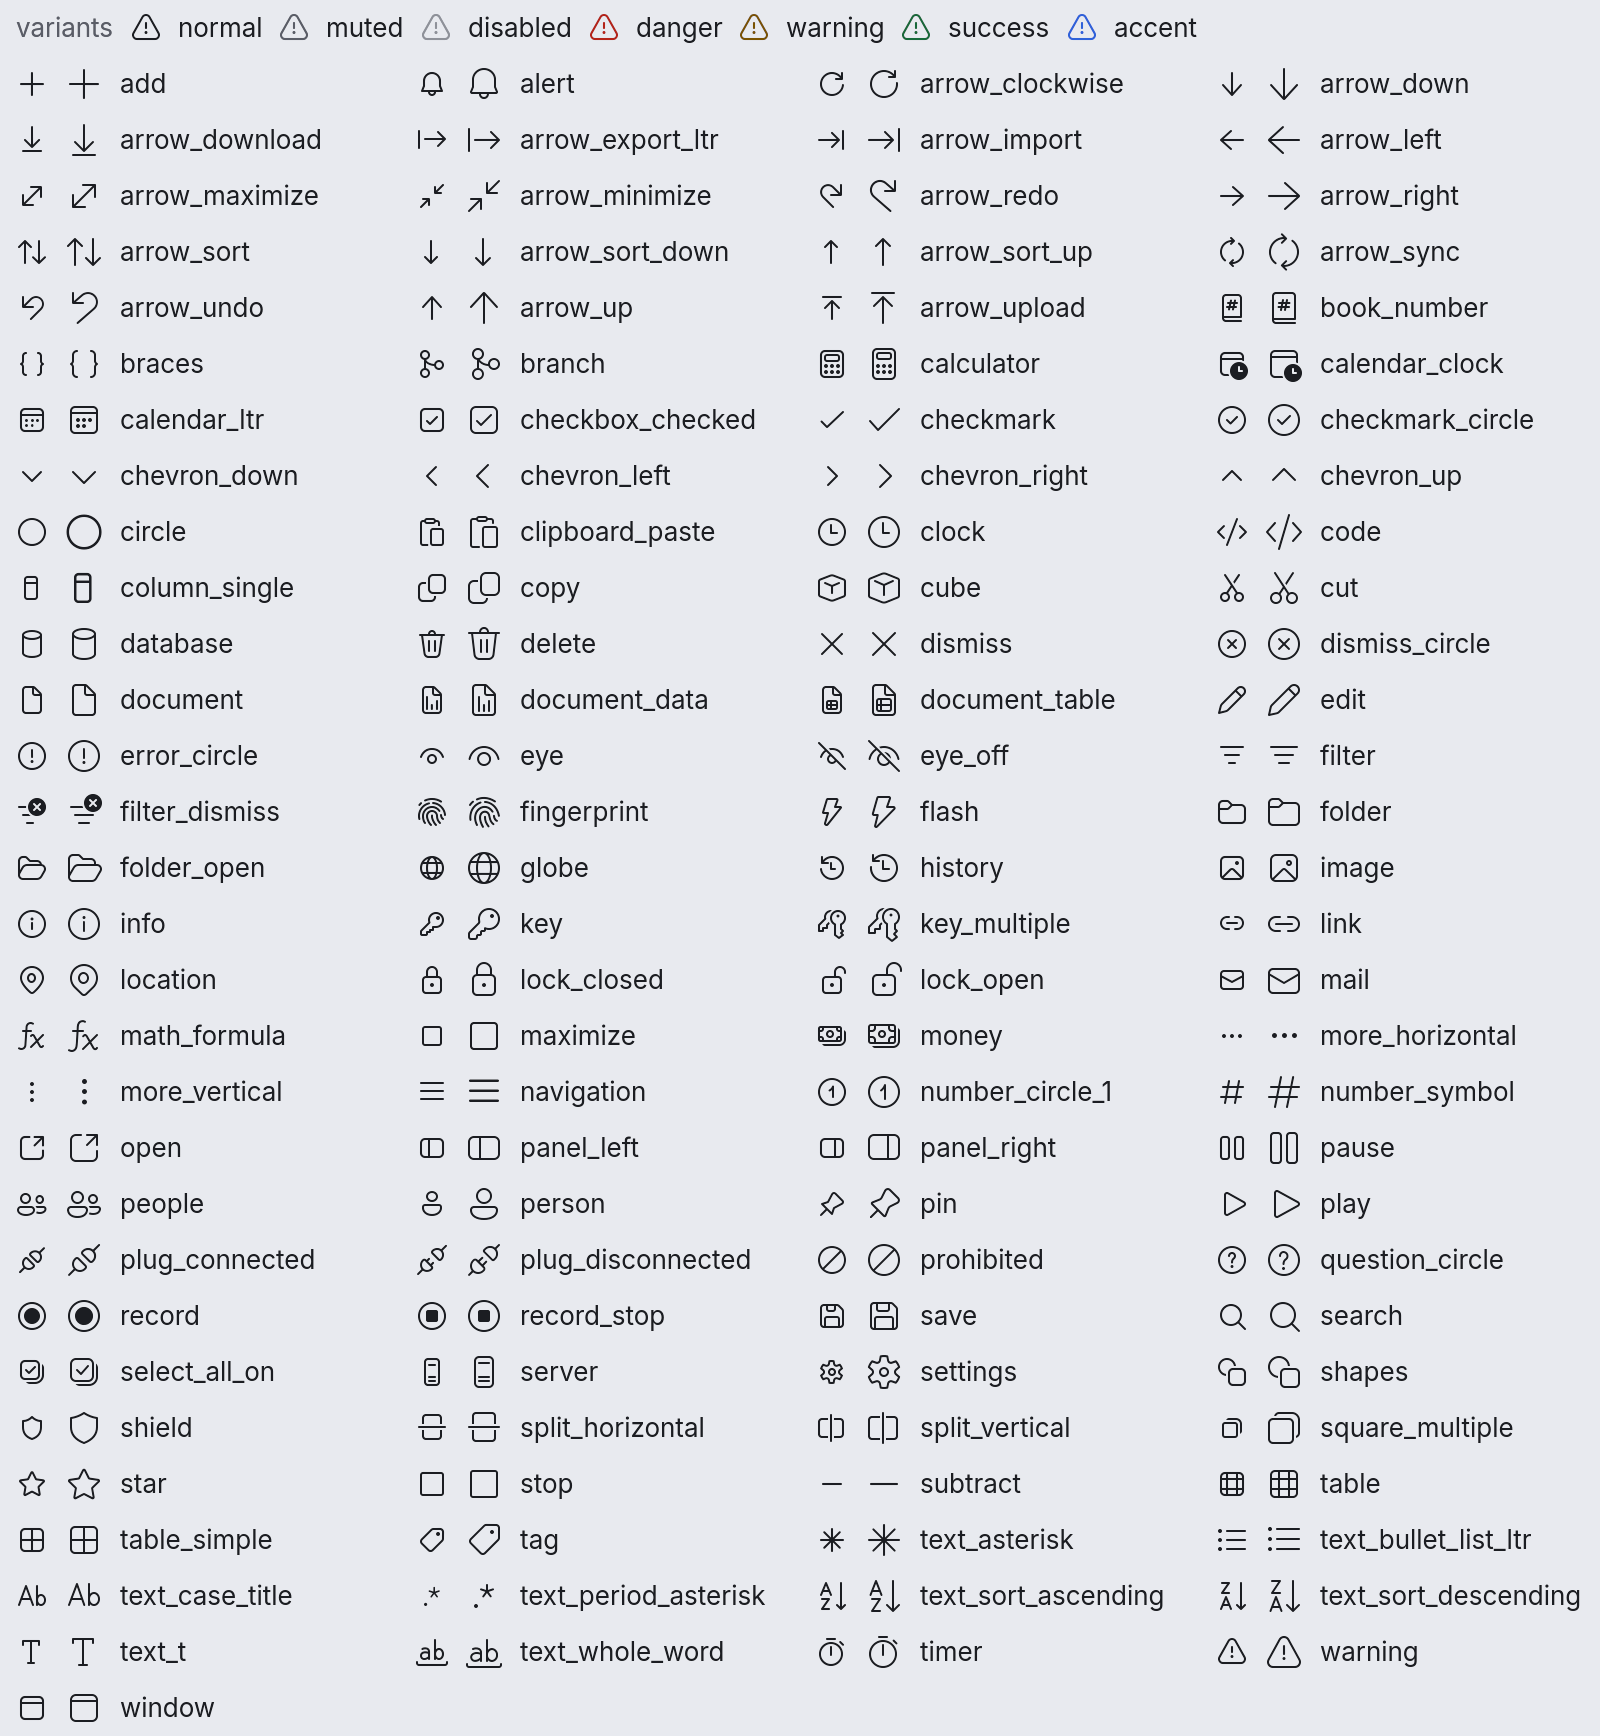 variants normal muted disabled danger warning success accent
add alert arrow_clockwise arrow_down
arrow_download arrow_export_ltr arrow_import arrow_left
arrow_maximize arrow_minimize arrow_redo arrow_right
arrow_sort arrow_sort_down arrow_sort_up arrow_sync
arrow_undo arrow_up arrow_upload book_number
braces branch calculator calendar_clock
calendar_ltr checkbox_checked checkmark checkmark_circle
chevron_down chevron_left chevron_right chevron_up
circle clipboard_paste clock code
column_single copy cube cut
database delete dismiss dismiss_circle
document document_data document_table edit
error_circle eye eye_off filter
filter_dismiss fingerprint flash folder
folder_open globe history image
info key key_multiple link
location lock_closed lock_open mail
math_formula maximize money more_horizontal
more_vertical navigation number_circle_1 number_symbol
open panel_left panel_right pause
people person pin play
plug_connected plug_disconnected prohibited question_circle
record record_stop save search
select_all_on server settings shapes
shield split_horizontal split_vertical square_multiple
star stop subtract table
table_simple tag text_asterisk text_bullet_list_ltr
text_case_title text_period_asterisk text_sort_ascending text_sort_descending
text_t text_whole_word timer warning
window